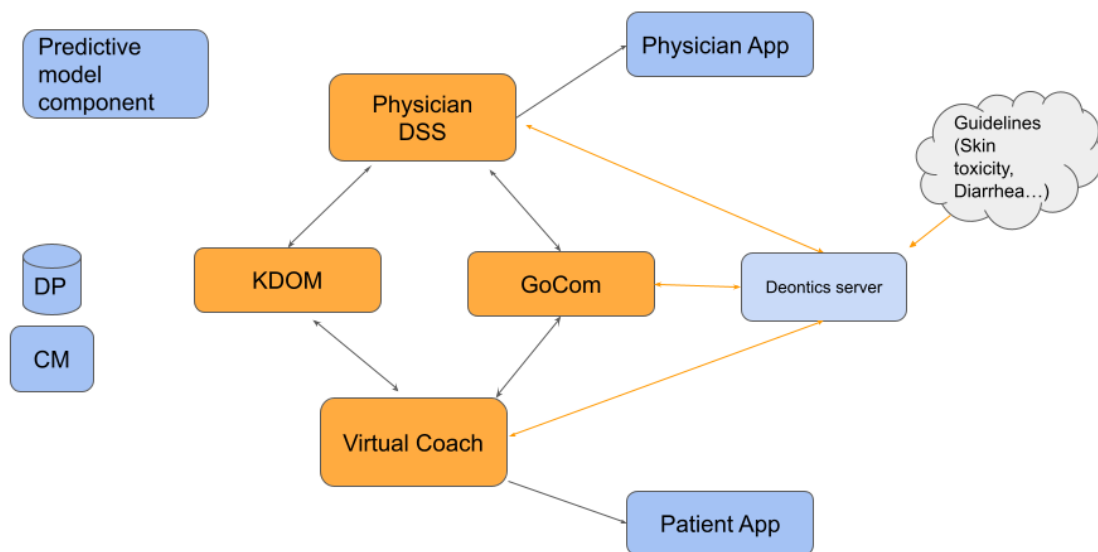 Predictive
model
component
Physician App
Physician
DSS
Guidelines
(Skin
toxicity,
Diarrhea...)
KDOM
GoCom
Deontics server
DP
CM
Virtual Coach
Patient App